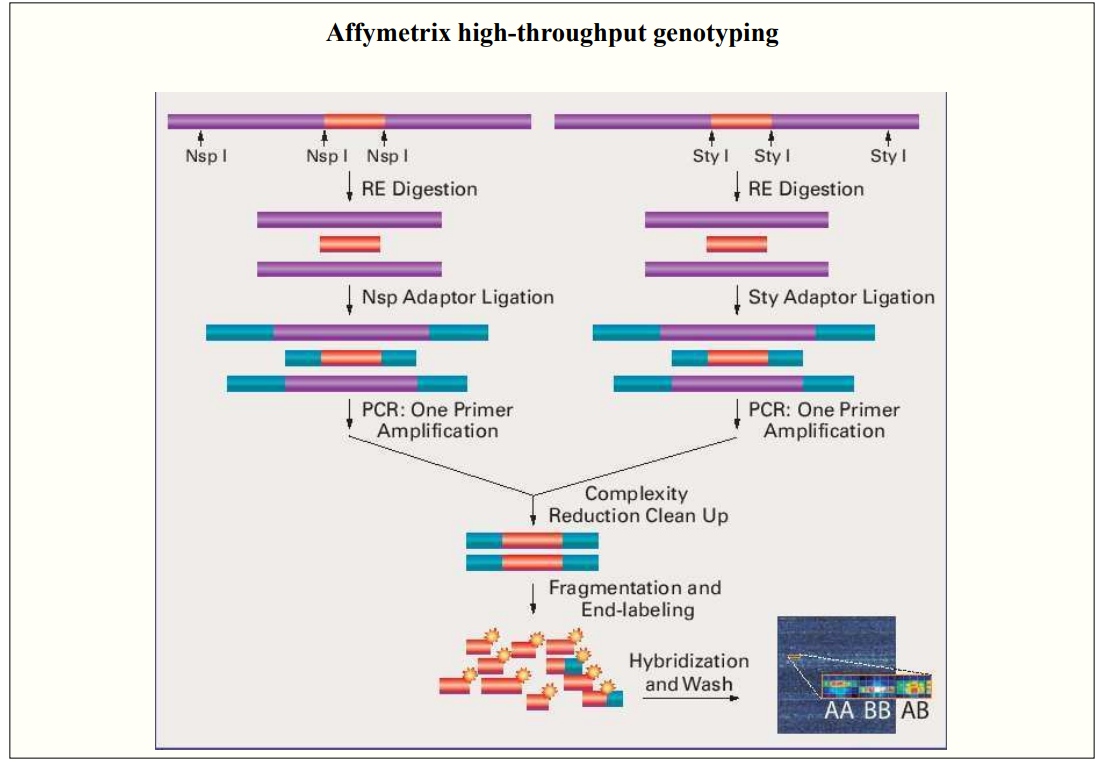 Affymetrix high-throughput genotyping
Nsp I Nsp I Nsp I
Sty I Sty I Sty I
RE Digestion
RE Digestion
Nsp Adaptor Ligation
Sty Adaptor Ligation
PCR: One Primer
Amplification
PCR: One Primer
Amplification
Complexity
Reduction Clean Up
Fragmentation and
End-labeling
Hybridization
and Wash
AA BB AB